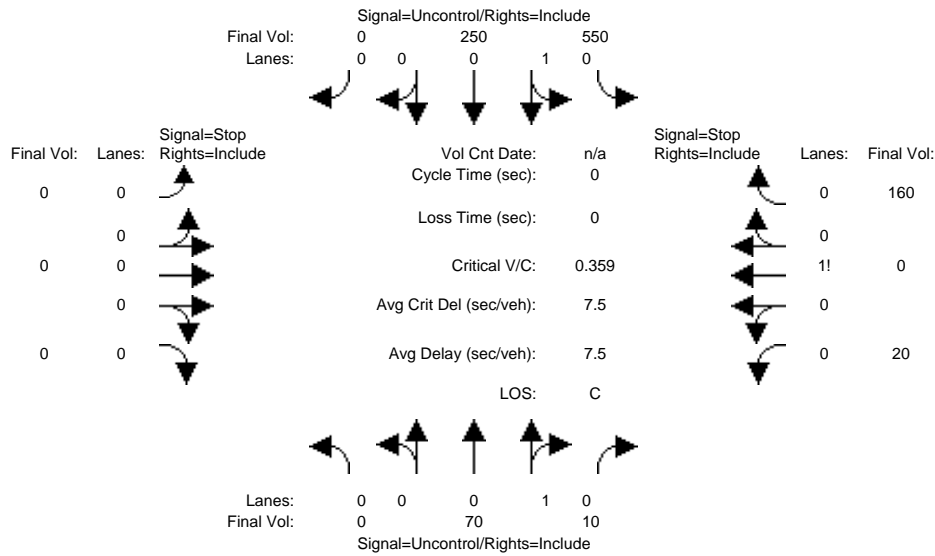 Signal=Uncontrol/Rights=Include
Final Vol: 0 250 550
Lanes: 0 0 0 1 0
Signal=Stop
Final Vol: Lanes: Rights=Include
Vol Cnt Date: n/a
Signal=Stop
Rights=Include Lanes: Final Vol:
Cycle Time (sec): 0
0 0
0 160
Loss Time (sec): 0
0
0
0 0
Critical V/C: 0.359
1! 0
0
Avg Crit Del (sec/veh): 7.5
0
0 0
Avg Delay (sec/veh): 7.5
0 20
LOS: C
Lanes: 0 0 0 1 0
Final Vol: 0 70 10
Signal=Uncontrol/Rights=Include